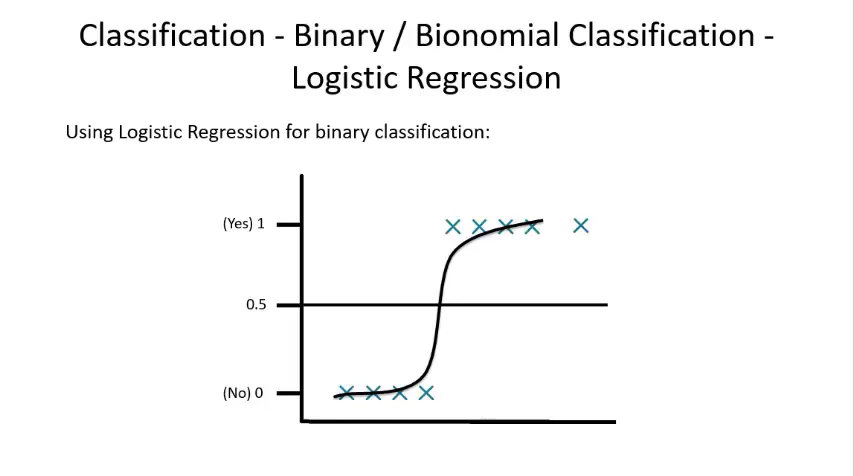 Classification - Binary / Bionomial Classification -
Logistic Regression
Using Logistic Regression for binary classification:
(Yes) 1
0.5
(No) 0